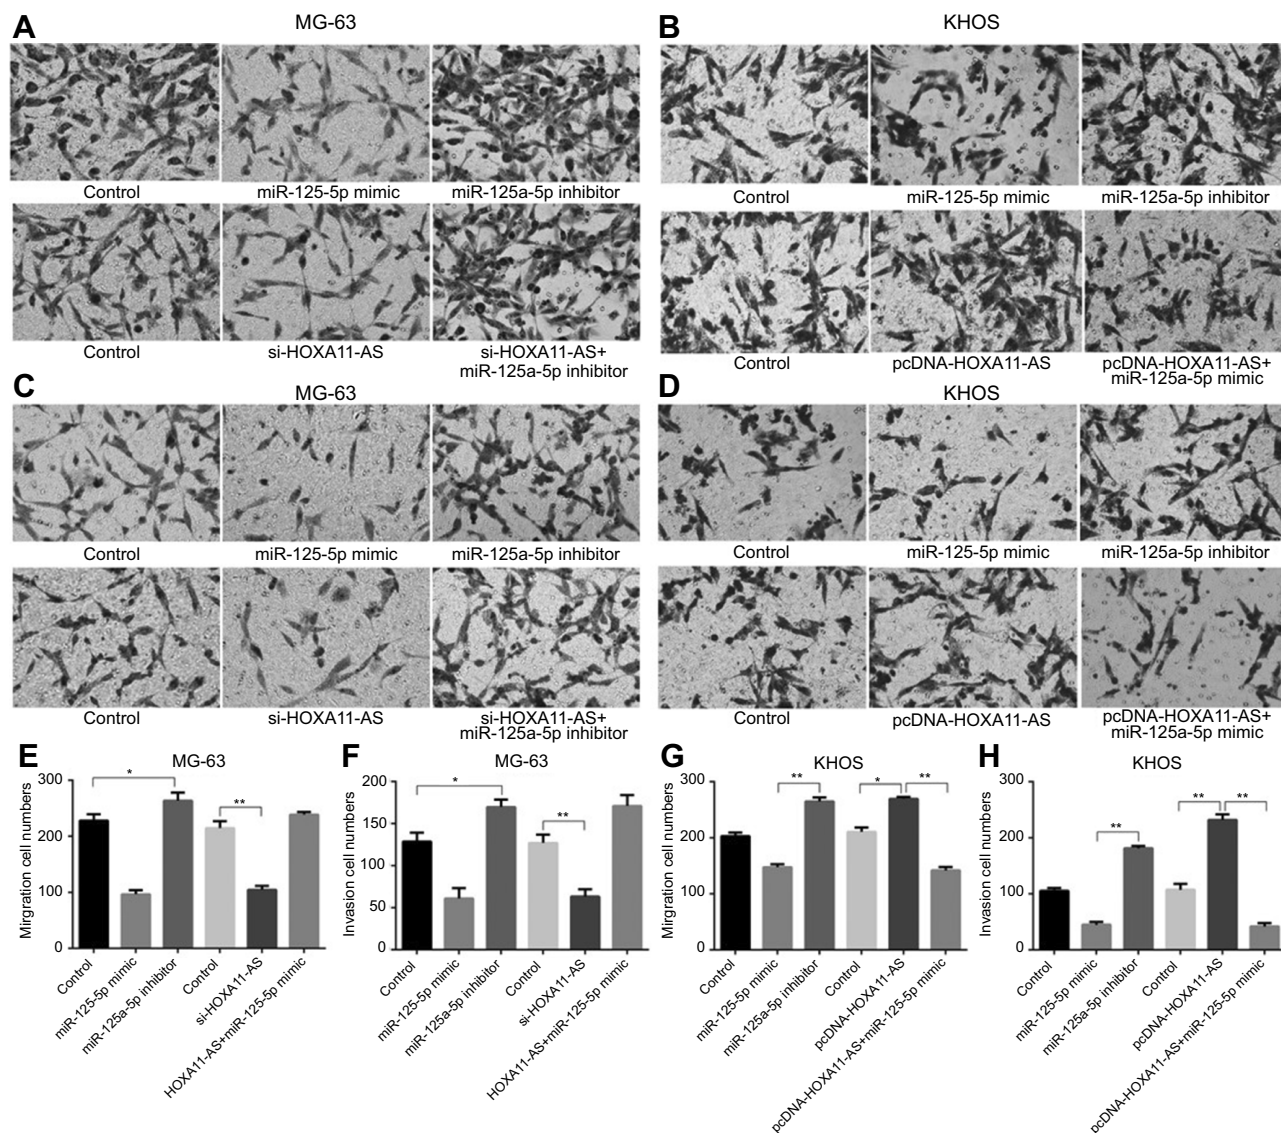 A
MG-63
B
KHOS
Control
miR-125-5p mimic
miR-125a-5p inhibitor
Control
miR-125-5p mimic
miR-125a-5p inhibitor
Control
si-HOXA11-AS
si-HOXA11-AS+
miR-125a-5p inhibitor
Control
pcDNA-HOXA11-AS
pcDNA-HOXA11-AS+
miR-125a-5p mimic
C
MG-63
D
KHOS
Control
miR-125-5p mimic
miR-125a-5p inhibitor
Control
miR-125-5p mimic
miR-125a-5p inhibitor
Control
si-HOXA11-AS
si-HOXA11-AS+
miR-125a-5p inhibitor
Control
pcDNA-HOXA11-AS
pcDNA-HOXA11-AS+
miR-125a-5p mimic
E
MG-63
Mirgration cell numbers
300
200
100
0
*
**
Control
miR-125-5p mimic
miR-125a-5p inhibitor
Control
si-HOXA11-AS
HOXA11-AS+miR-125-5p mimic
F
MG-63
Invasion cell numbers
200
150
100
50
0
*
**
Control
miR-125-5p mimic
miR-125a-5p inhibitor
Control
si-HOXA11-AS
HOXA11-AS+miR-125-5p mimic
G
KHOS
Mirgration cell numbers
300
200
100
0
**
*
**
Control
miR-125-5p mimic
miR-125a-5p inhibitor
Control
pcDNA-HOXA11-AS
pcDNA-HOXA11-AS+miR-125-5p mimic
H
KHOS
Invasion cell numbers
300
200
100
0
**
**
**
Control
miR-125-5p mimic
miR-125a-5p inhibitor
Control
pcDNA-HOXA11-AS
pcDNA-HOXA11-AS+miR-125-5p mimic